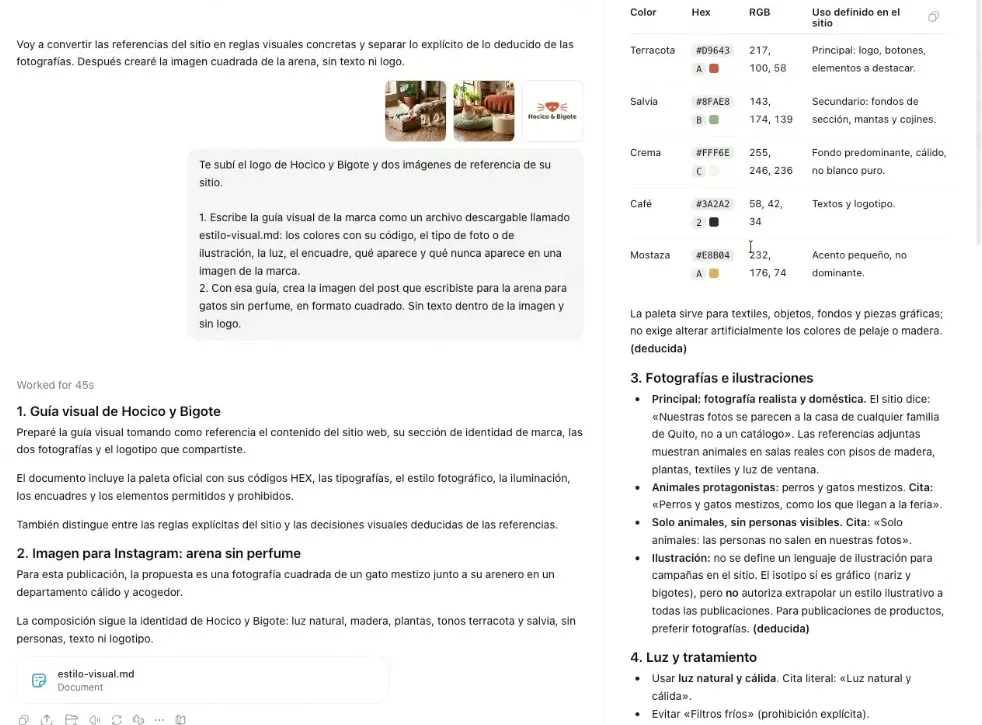 Voy a convertir las referencias del sitio en reglas visuales concretas y separar lo explícito de lo deducido de las
fotografías. Después crearé la imagen cuadrada de la arena, sin texto ni logo.
Hocico & Bigote
Te subí el logo de Hocico y Bigote y dos imágenes de referencia de su
sitio.
1. Escribe la guía visual de la marca como un archivo descargable llamado
estilo-visual.md: los colores con su código, el tipo de foto o de
ilustración, la luz, el encuadre, qué aparece y qué nunca aparece en una
imagen de la marca.
2. Con esa guía, crea la imagen del post que escribiste para la arena para
gatos sin perfume, en formato cuadrado. Sin texto dentro de la imagen y
sin logo.
Worked for 45s
1. Guía visual de Hocico y Bigote
Preparé la guía visual tomando como referencia el contenido del sitio web, su sección de identidad de marca, las
dos fotografías y el logotipo que compartiste.
El documento incluye la paleta oficial con sus códigos HEX, las tipografías, el estilo fotográfico, la iluminación,
los encuadres y los elementos permitidos y prohibidos.
También distingue entre las reglas explícitas del sitio y las decisiones visuales deducidas de las referencias.
2. Imagen para Instagram: arena sin perfume
Para esta publicación, la propuesta es una fotografía cuadrada de un gato mestizo junto a su arenero en un
departamento cálido y acogedor.
La composición sigue la identidad de Hocico y Bigote: luz natural, madera, plantas, tonos terracota y salvia, sin
personas, texto ni logotipo.
estilo-visual.md
Document
Color Hex RGB Uso definido en el
sitio
Terracota #D9643 217, Principal: logo, botones,
A 100, 58 elementos a destacar.
Salvia #8FAE8 143, Secundario: fondos de
B 174, 139 sección, mantas y cojines.
Crema #FFF6E 255, Fondo predominante, cálido,
C 246, 236 no blanco puro.
Café #3A2A2 58, 42, Textos y logotipo.
2 34
Mostaza #E8B04 232, Acento pequeño, no
A 176, 74 dominante.
La paleta sirve para textiles, objetos, fondos y piezas gráficas;
no exige alterar artificialmente los colores de pelaje o madera.
(deducida)
3. Fotografías e ilustraciones
• Principal: fotografía realista y doméstica. El sitio dice:
«Nuestras fotos se parecen a la casa de cualquier familia
de Quito, no a un catálogo». Las referencias adjuntas
muestran animales en salas reales con pisos de madera,
plantas, textiles y luz de ventana.
• Animales protagonistas: perros y gatos mestizos. Cita:
«Perros y gatos mestizos, como los que llegan a la feria».
• Solo animales, sin personas visibles. Cita: «Solo
animales: las personas no salen en nuestras fotos».
• Ilustración: no se define un lenguaje de ilustración para
campañas en el sitio. El isotipo sí es gráfico (nariz y
bigotes), pero no autoriza extrapolar un estilo ilustrativo a
todas las publicaciones. Para publicaciones de productos,
preferir fotografías. (deducida)
4. Luz y tratamiento
• Usar luz natural y cálida. Cita literal: «Luz natural y
cálida».
• Evitar «Filtros fríos» (prohibición explícita).